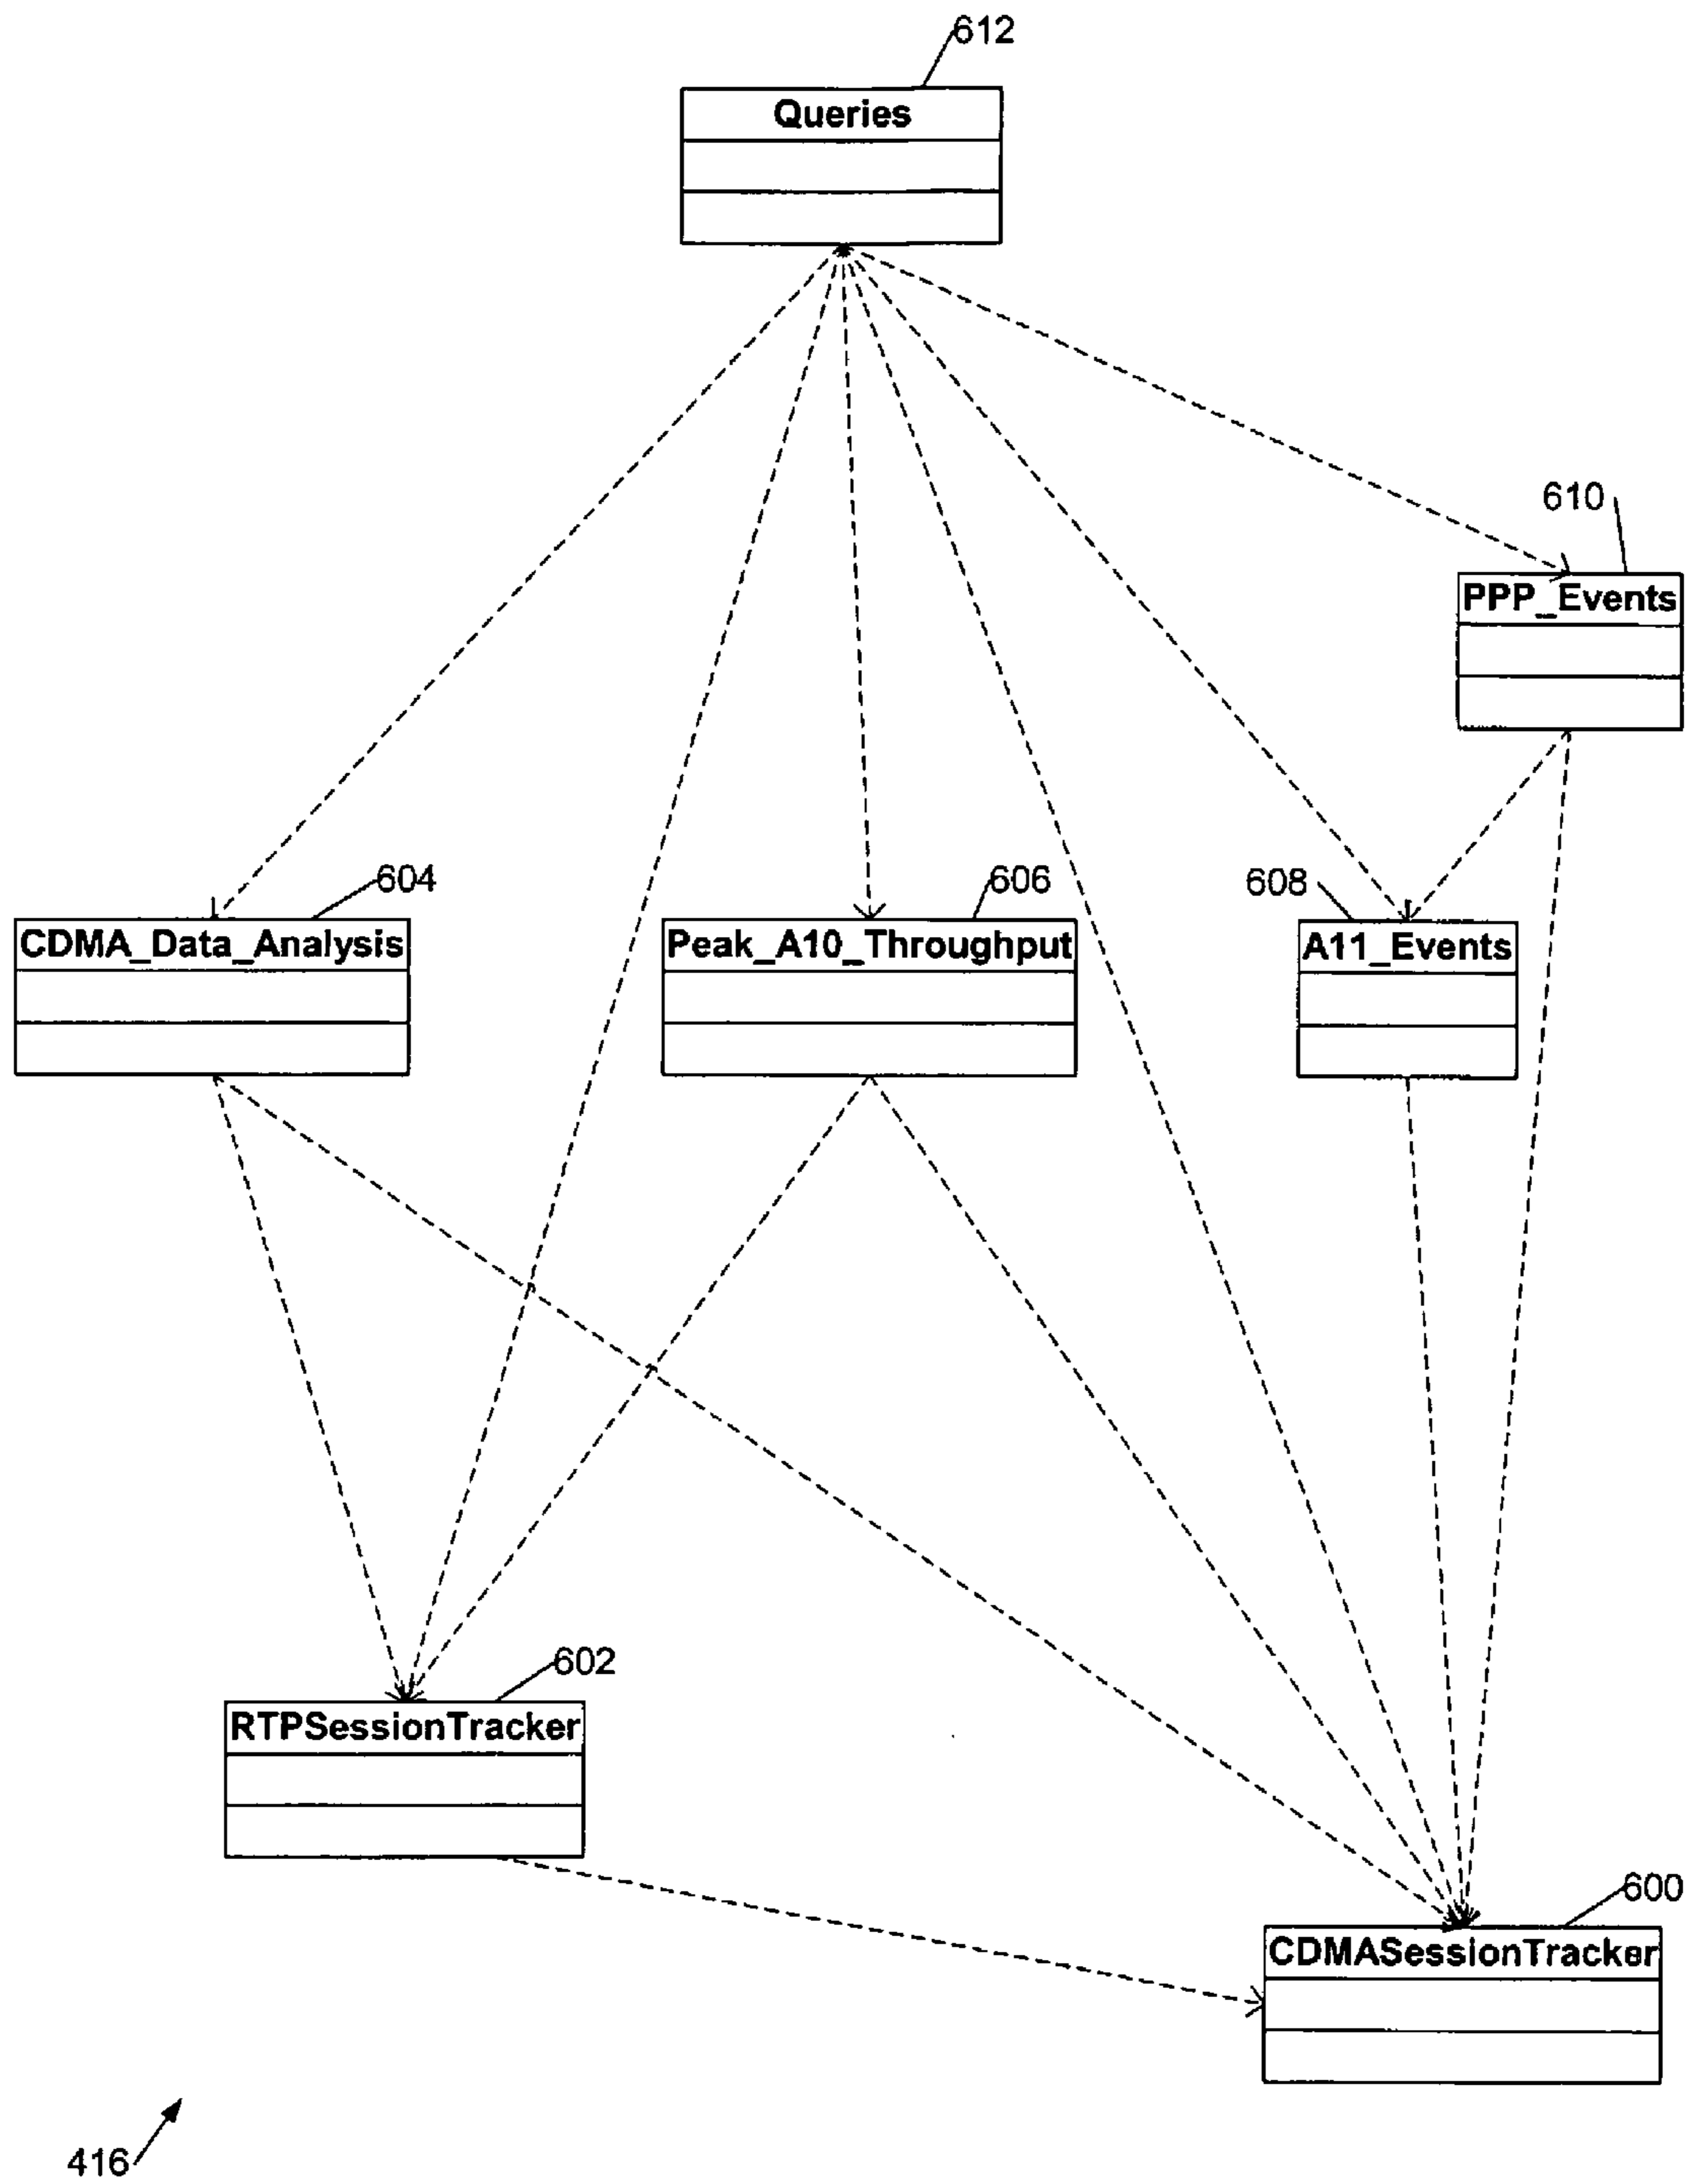 612
Queries
610
PPP_Events
604
606
608
CDMA_Data_Analysis
Peak_A10_Throughput
A11_Events
602
RTPSessionTracker
600
CDMASessionTracker
416